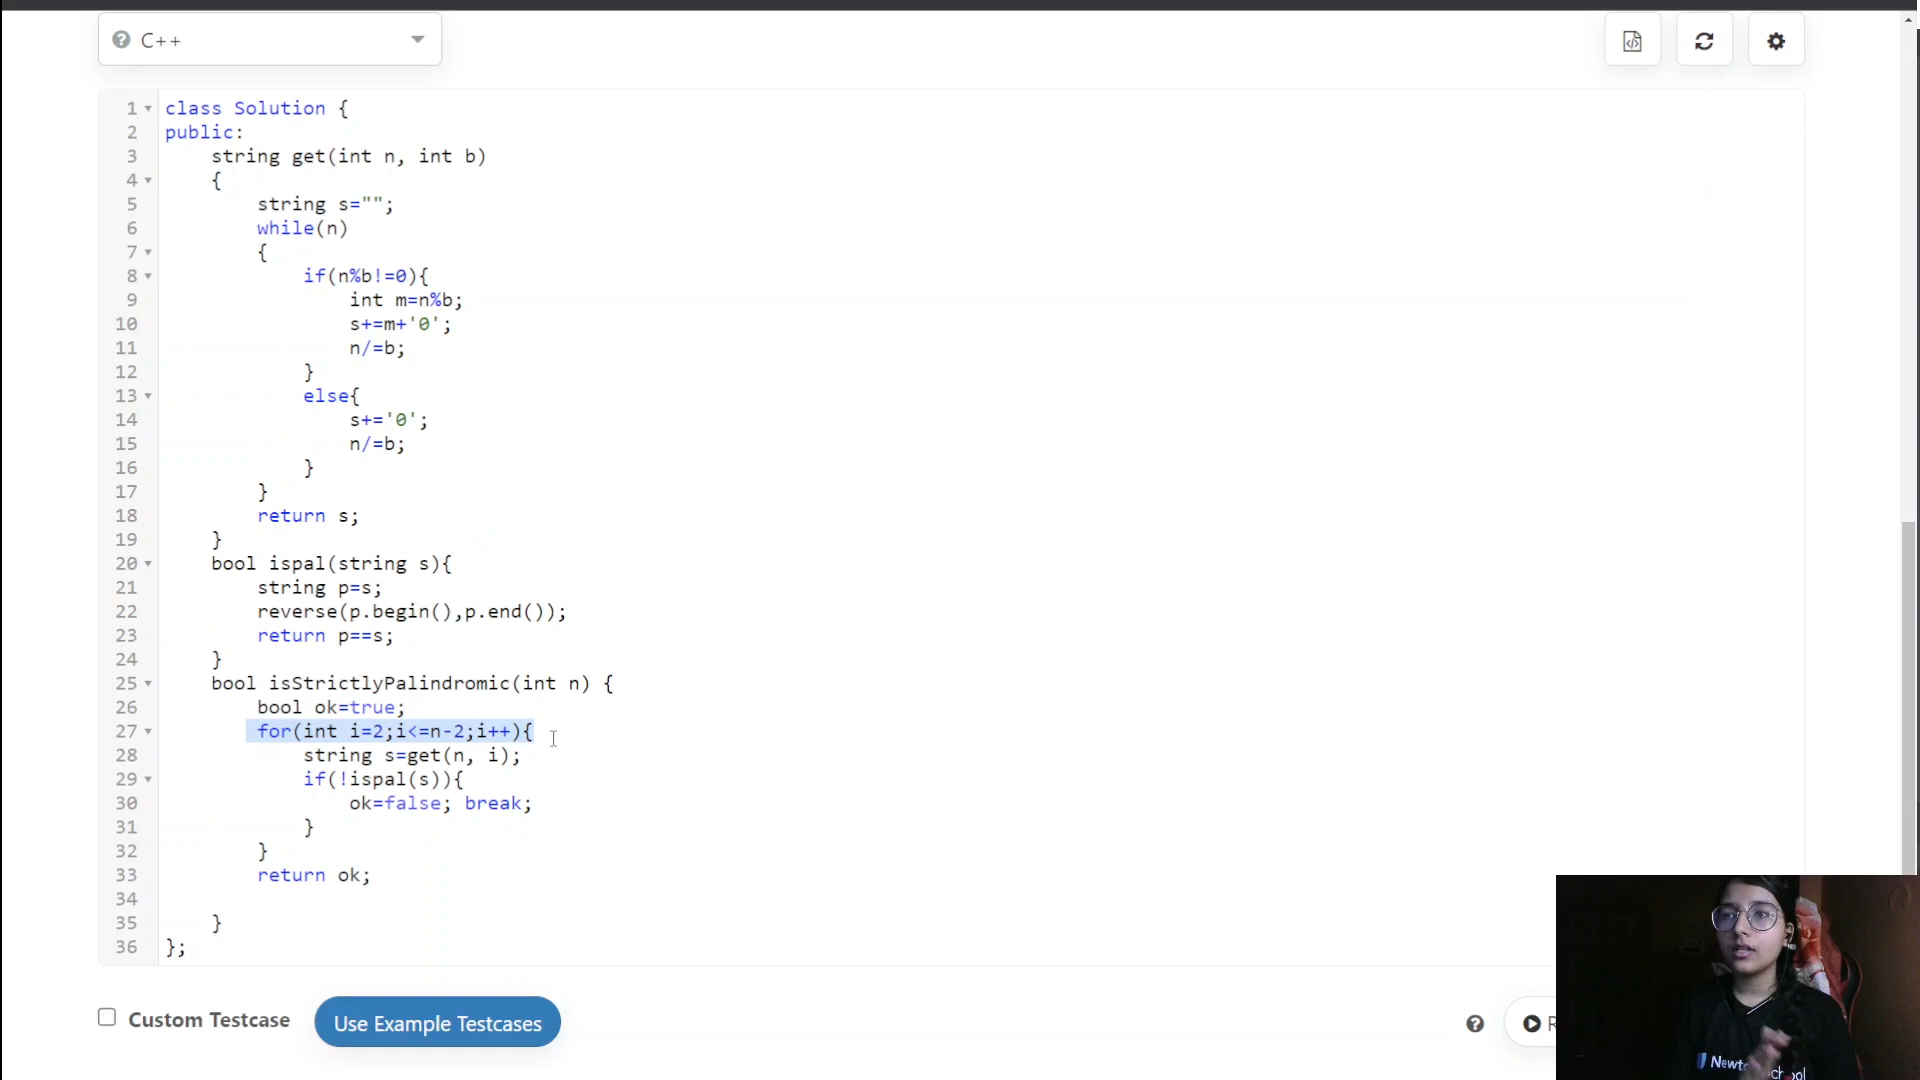 C++
1 class Solution {
2 public:
3 string get(int n, int b)
4 {
5 string s="";
6 while(n)
7 {
8 if(n%b!=0){
9 int m=n%b;
10 s+=m+'0';
11 n/=b;
12 }
13 else{
14 s+='0';
15 n/=b;
16 }
17 }
18 return s;
19 }
20 bool ispal(string s){
21 string p=s;
22 reverse(p.begin(),p.end());
23 return p==s;
24 }
25 bool isStrictlyPalindromic(int n) {
26 bool ok=true;
27 for(int i=2;i<=n-2;i++){
28 string s=get(n, i);
29 if(!ispal(s)){
30 ok=false; break;
31 }
32 }
33 return ok;
34
35 }
36 };
Custom Testcase
Use Example Testcases